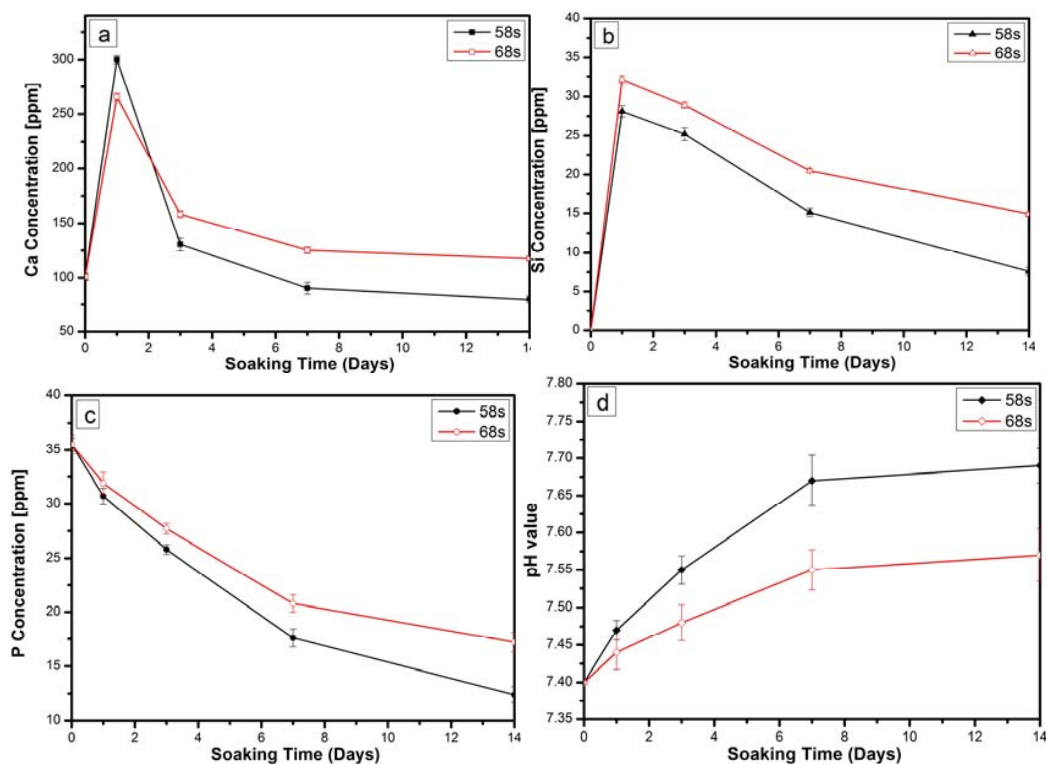 a
58s
68s
300
250
200
150
100
50
0 2 4 6 8 10 12 14
Ca Concentration [ppm]
Soaking Time (Days)
b
58s
68s
40
35
30
25
20
15
10
5
0
0 2 4 6 8 10 12 14
Si Concentration [ppm]
Soaking Time (Days)
c
58s
68s
40
35
30
25
20
15
10
0 2 4 6 8 10 12 14
P Concentration [ppm]
Soaking Time (Days)
d
58s
68s
7.80
7.75
7.70
7.65
7.60
7.55
7.50
7.45
7.40
7.35
0 2 4 6 8 10 12 14
pH value
Soaking Time (Days)